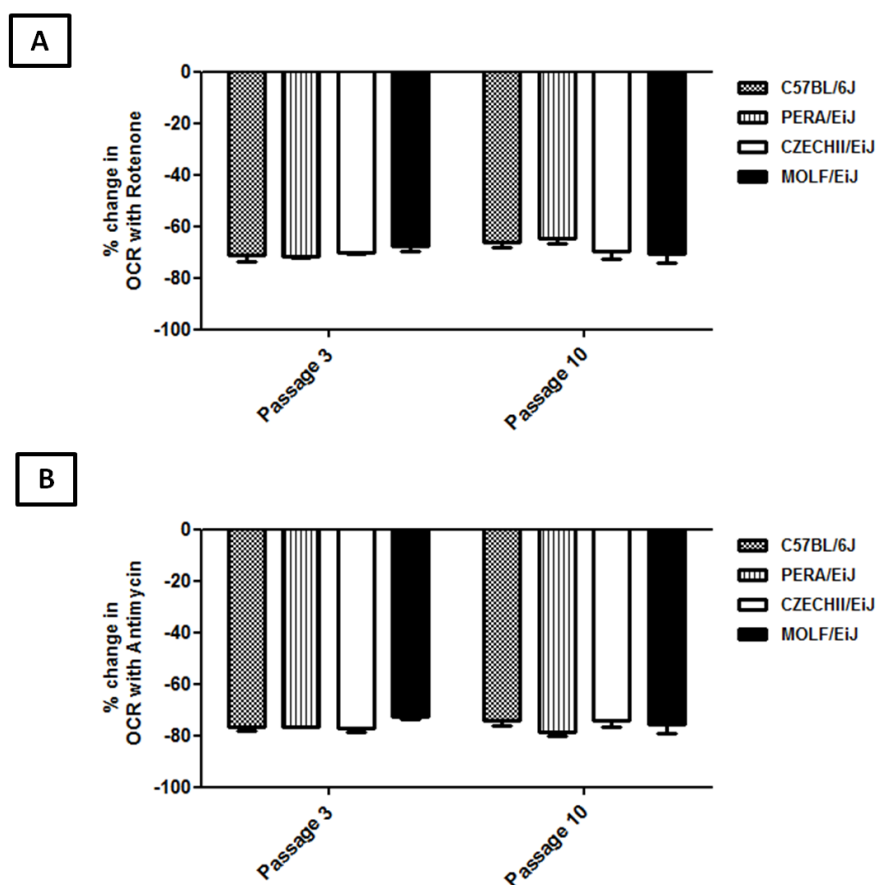 A
% change in
OCR with Rotenone
0
-20
-40
-60
-80
-100
Passage 3
Passage 10
C57BL/6J
PERA/EiJ
CZECHII/EiJ
MOLF/EiJ
B
% change in
OCR with Antimycin
0
-20
-40
-60
-80
-100
Passage 3
Passage 10
C57BL/6J
PERA/EiJ
CZECHII/EiJ
MOLF/EiJ